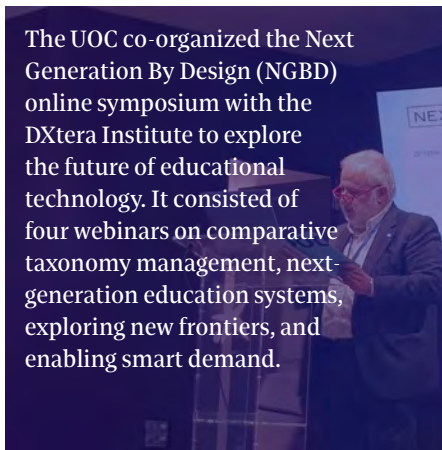 The UOC co-organized the Next
Generation By Design (NGBD)
online symposium with the
DXtera Institute to explore
the future of educational
technology. It consisted of
four webinars on comparative
taxonomy management, next-
generation education systems,
exploring new frontiers, and
enabling smart demand.